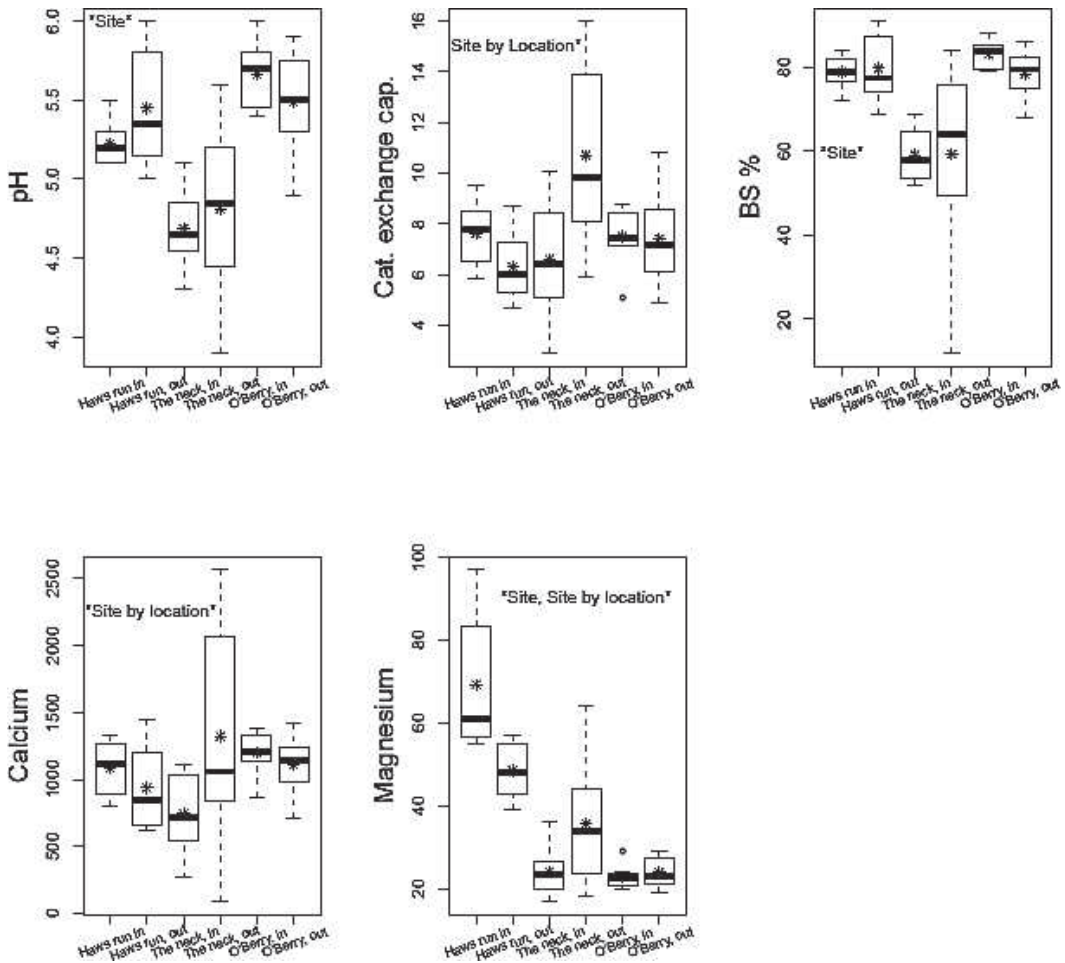 pH
6.0
5.5
5.0
4.5
4.0
*Site*
Haws run in
Haws run, out
The neck, in
The neck, out
O'Berry, in
O'Berry, out
Cat. exchange cap.
16
14
12
10
8
6
4
Site by Location*
Haws run in
Haws run, out
The neck, in
The neck, out
O'Berry, in
O'Berry, out
BS %
80
60
40
20
*Site*
Haws run in
Haws run, out
The neck, in
The neck, out
O'Berry, in
O'Berry, out
Calcium
2500
2000
1500
1000
500
0
*Site by location*
Haws run in
Haws run, out
The neck, in
The neck, out
O'Berry, in
O'Berry, out
Magnesium
100
80
60
40
20
*Site, Site by location*
Haws run in
Haws run, out
The neck, in
The neck, out
O'Berry, in
O'Berry, out